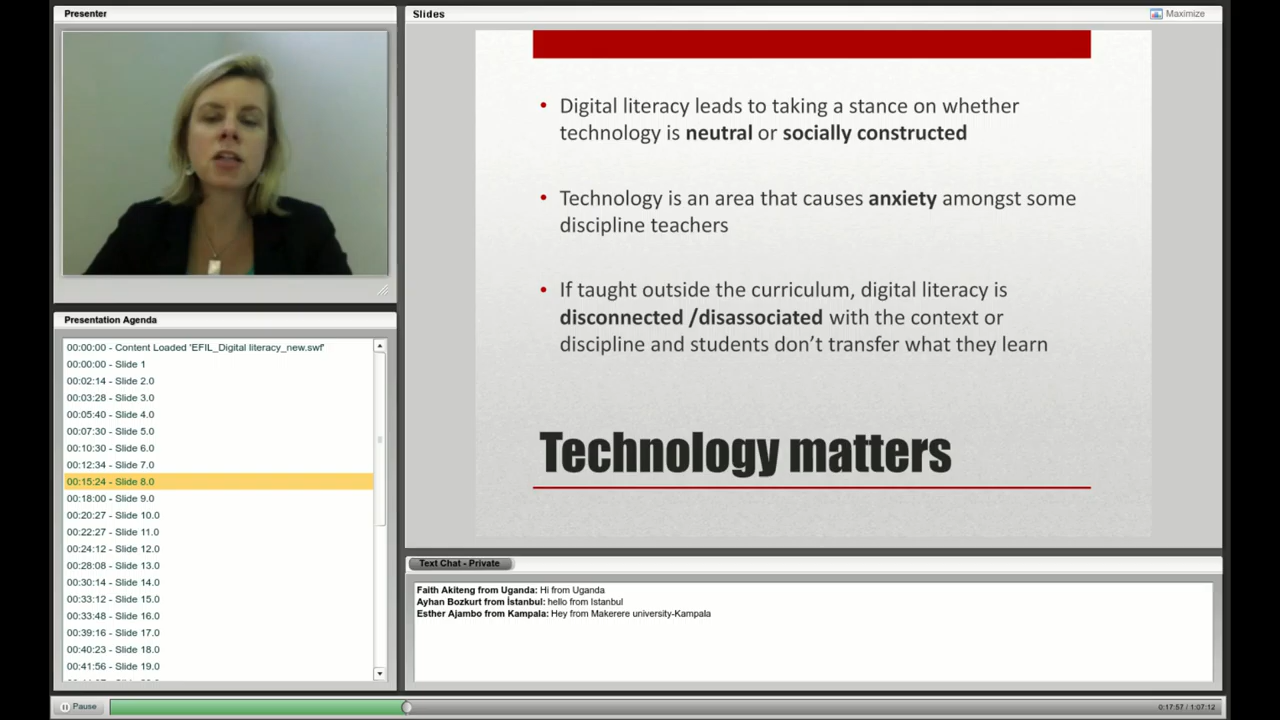 Presenter
Slides
Maximize
• Digital literacy leads to taking a stance on whether
technology is neutral or socially constructed
• Technology is an area that causes anxiety amongst some
discipline teachers
• If taught outside the curriculum, digital literacy is
disconnected /disassociated with the context or
discipline and students don’t transfer what they learn
Technology matters
Presentation Agenda
00:00:00 - Content Loaded 'EFIL_Digital literacy_new.swf'
00:00:00 - Slide 1
00:02:14 - Slide 2.0
00:03:28 - Slide 3.0
00:05:40 - Slide 4.0
00:07:30 - Slide 5.0
00:10:30 - Slide 6.0
00:12:34 - Slide 7.0
00:15:24 - Slide 8.0
00:18:00 - Slide 9.0
00:20:27 - Slide 10.0
00:22:27 - Slide 11.0
00:24:12 - Slide 12.0
00:28:08 - Slide 13.0
00:30:14 - Slide 14.0
00:33:12 - Slide 15.0
00:33:48 - Slide 16.0
00:39:16 - Slide 17.0
00:40:23 - Slide 18.0
00:41:56 - Slide 19.0
Text Chat - Private
Faith Akiteng from Uganda: Hi from Uganda
Ayhan Bozkurt from İstanbul: hello from Istanbul
Esther Ajambo from Kampala: Hey from Makerere university-Kampala
Pause
0:17:57 / 1:07:12